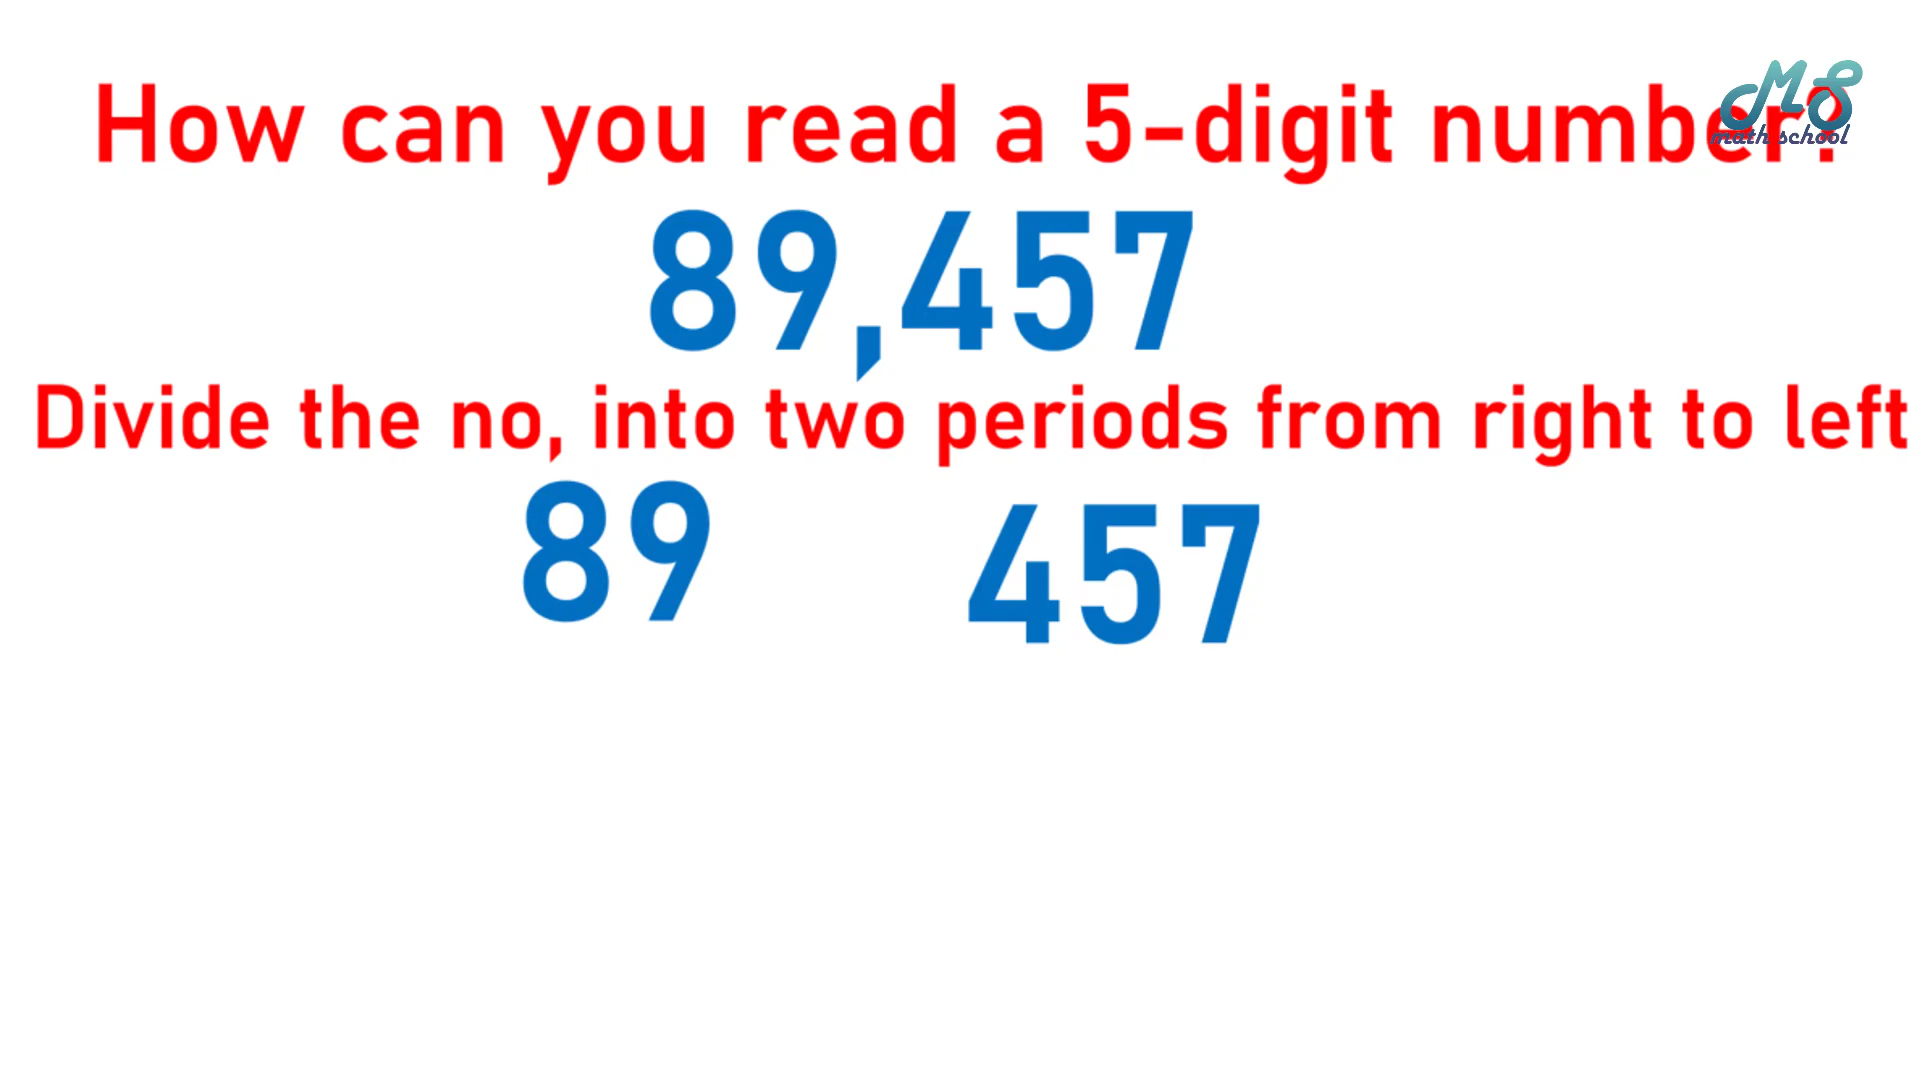 How can you read a 5-digit number?
MS
math school
89,457
Divide the no, into two periods from right to left
89 457